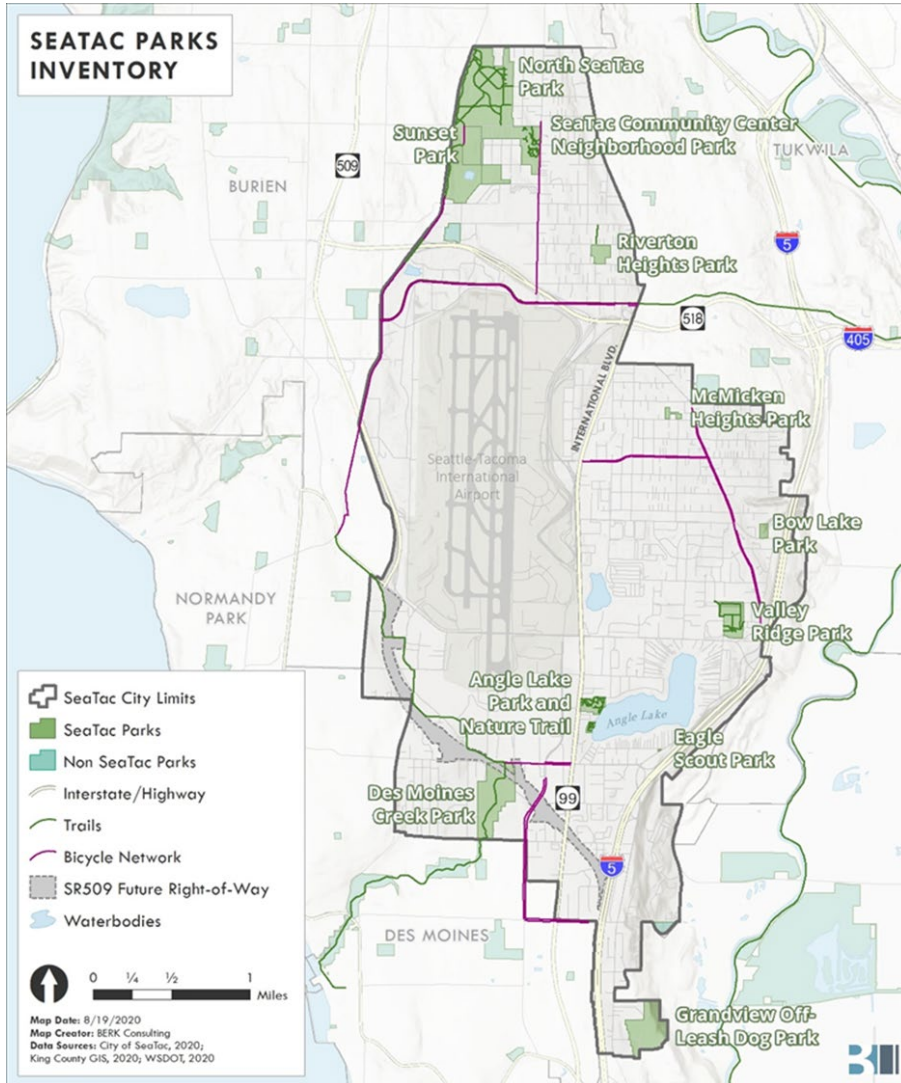 SEATAC PARKS
INVENTORY
North SeaTac
Park
Sunset
Park
SeaTac Community Center
Neighborhood Park
TUKWILA
509
BURIEN
5
Riverton
Heights Park
518
405
INTERNATIONAL BLVD.
McMicken
Heights Park
Seattle-Tacoma
International
Airport
Bow Lake
Park
NORMANDY
PARK
Valley
Ridge Park
Angle Lake
Park and
Nature Trail
Angle Lake
Eagle
Scout Park
Des Moines
Creek Park
99
5
DES MOINES
Grandview Off-
Leash Dog Park
SeaTac City Limits
SeaTac Parks
Non SeaTac Parks
Interstate/Highway
Trails
Bicycle Network
SR509 Future Right-of-Way
Waterbodies
0 ¼ ½ 1
Miles
Map Date: 8/19/2020
Map Creator: BERK Consulting
Data Sources: City of SeaTac, 2020;
King County GIS, 2020; WSDOT, 2020
B